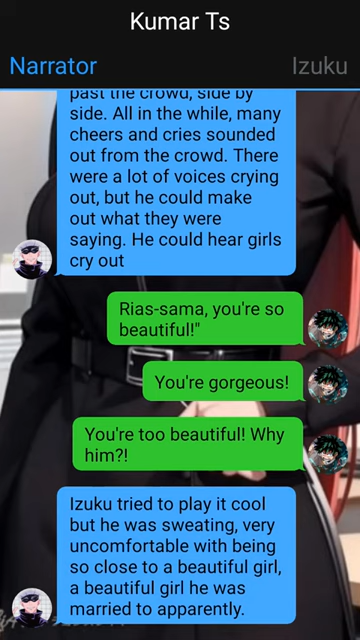 Kumar Ts
Narrator
Izuku
past the crowd, side by
side. All in the while, many
cheers and cries sounded
out from the crowd. There
were a lot of voices crying
out, but he could make
out what they were
saying. He could hear girls
cry out
Rias-sama, you're so
beautiful!"
You're gorgeous!
You're too beautiful! Why
him?!
Izuku tried to play it cool
but he was sweating, very
uncomfortable with being
so close to a beautiful girl,
a beautiful girl he was
married to apparently.